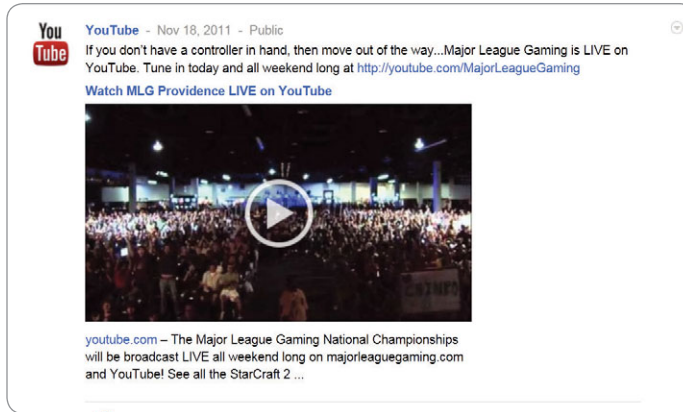 You
Tube
YouTube - Nov 18, 2011 - Public
If you don't have a controller in hand, then move out of the way...Major League Gaming is LIVE on
YouTube. Tune in today and all weekend long at http://youtube.com/MajorLeagueGaming
Watch MLG Providence LIVE on YouTube
youtube.com – The Major League Gaming National Championships
will be broadcast LIVE all weekend long on majorleaguegaming.com
and YouTube! See all the StarCraft 2 ...